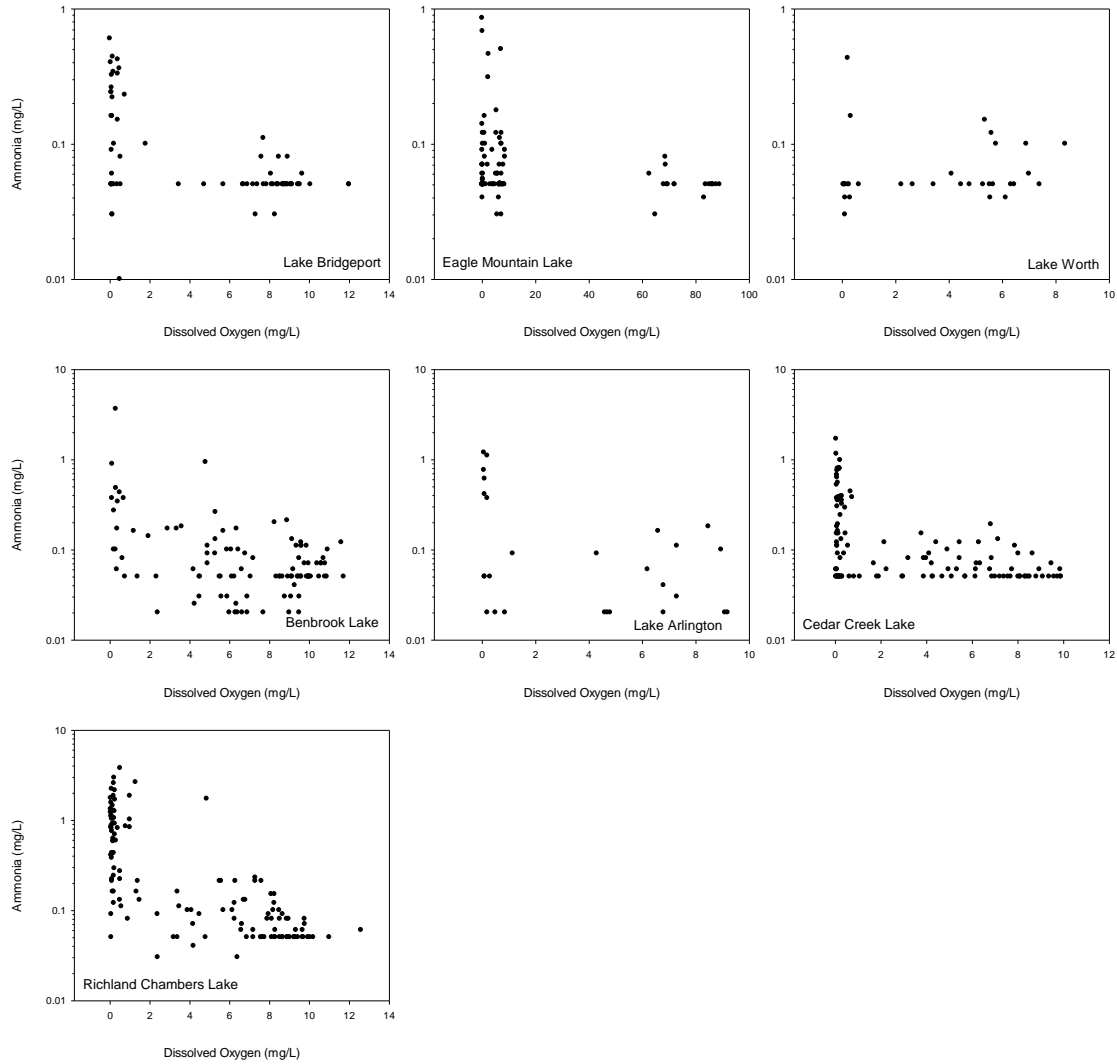 1
0.1
0.01
Ammonia (mg/L)
Lake Bridgeport
0 2 4 6 8 10 12 14
Dissolved Oxygen (mg/L)
1
0.1
0.01
Eagle Mountain Lake
0 20 40 60 80 100
Dissolved Oxygen (mg/L)
1
0.1
0.01
Lake Worth
0 2 4 6 8 10
Dissolved Oxygen (mg/L)
10
1
0.1
0.01
Ammonia (mg/L)
Benbrook Lake
0 2 4 6 8 10 12 14
Dissolved Oxygen (mg/L)
10
1
0.1
0.01
Lake Arlington
0 2 4 6 8 10
Dissolved Oxygen (mg/L)
10
1
0.1
0.01
Cedar Creek Lake
0 2 4 6 8 10 12
Dissolved Oxygen (mg/L)
10
1
0.1
0.01
Ammonia (mg/L)
Richland Chambers Lake
0 2 4 6 8 10 12 14
Dissolved Oxygen (mg/L)